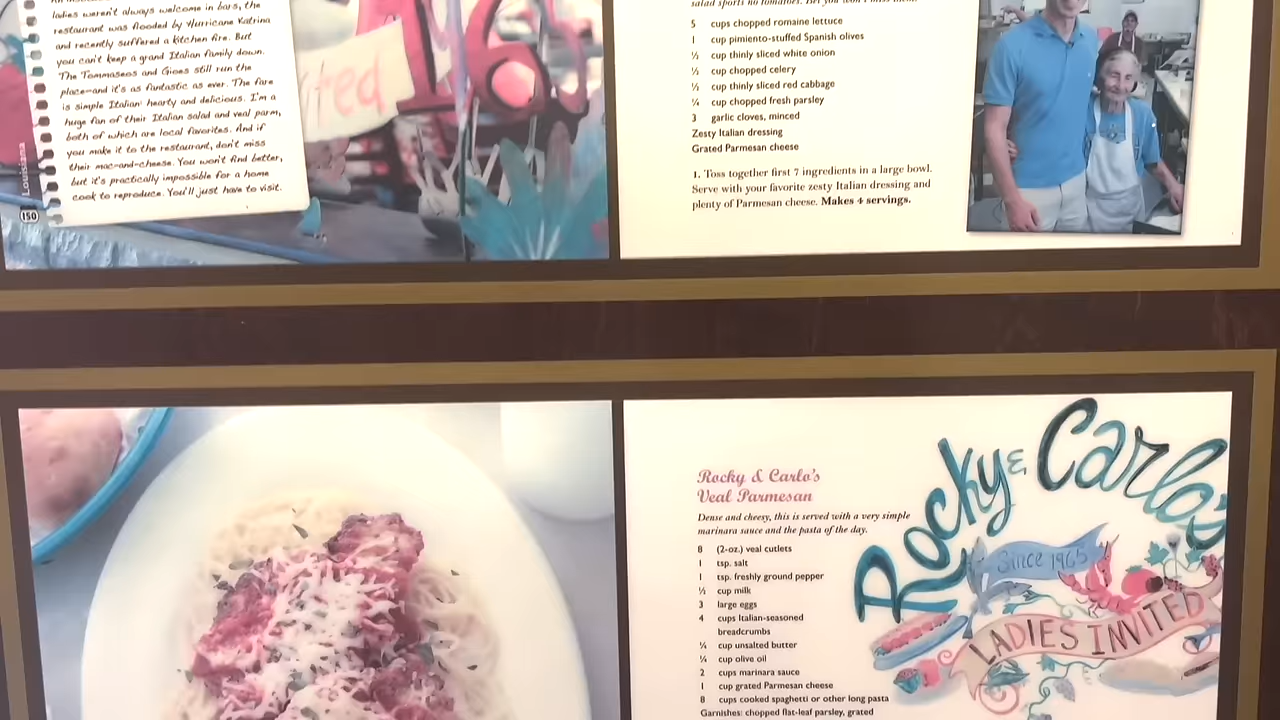 ladies weren't always welcome in bars, the
restaurant was flooded by Hurricane Katrina
and recently suffered a kitchen fire. But
you can't keep a grand Italian family down.
The Tommaseos and Gioes still run the
place—and it's as fantastic as ever. The fare
is simple Italian: hearty and delicious. I'm a
huge fan of their Italian salad and veal parm,
both of which are local favorites. And if
you make it to the restaurant, don't miss
their mac-and-cheese. You won't find better,
but it's practically impossible for a home
cook to reproduce. You'll just have to visit.
Louisiana
150
ited
165
5 cups chopped romaine lettuce
1 cup pimiento-stuffed Spanish olives
½ cup thinly sliced white onion
½ cup chopped celery
½ cup thinly sliced red cabbage
¼ cup chopped fresh parsley
3 garlic cloves, minced
Zesty Italian dressing
Grated Parmesan cheese
1. Toss together first 7 ingredients in a large bowl.
Serve with your favorite zesty Italian dressing and
plenty of Parmesan cheese. Makes 4 servings.
Rocky & Carlo's
Veal Parmesan
Dense and cheesy, this is served with a very simple
marinara sauce and the pasta of the day.
8 (2-oz.) veal cutlets
1 tsp. salt
1 tsp. freshly ground pepper
½ cup milk
3 large eggs
4 cups Italian-seasoned
breadcrumbs
¼ cup unsalted butter
¼ cup olive oil
2 cups marinara sauce
1 cup grated Parmesan cheese
8 cups cooked spaghetti or other long pasta
Garnishes: chopped flat-leaf parsley, grated
Rocky & Carlo's
Since 1965
LADIES INVITED